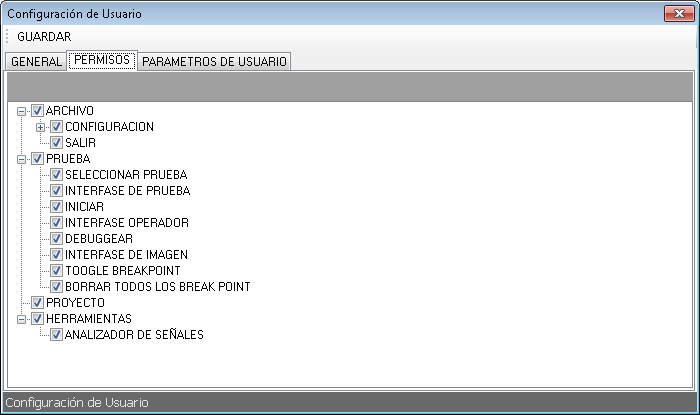 Configuración de Usuario
GUARDAR
GENERAL PERMISOS PARAMETROS DE USUARIO
ARCHIVO
CONFIGURACION
SALIR
PRUEBA
SELECCIONAR PRUEBA
INTERFASE DE PRUEBA
INICIAR
INTERFASE OPERADOR
DEBUGGEAR
INTERFASE DE IMAGEN
TOOGLE BREAKPOINT
BORRAR TODOS LOS BREAK POINT
PROYECTO
HERRAMIENTAS
ANALIZADOR DE SEÑALES
Configuración de Usuario